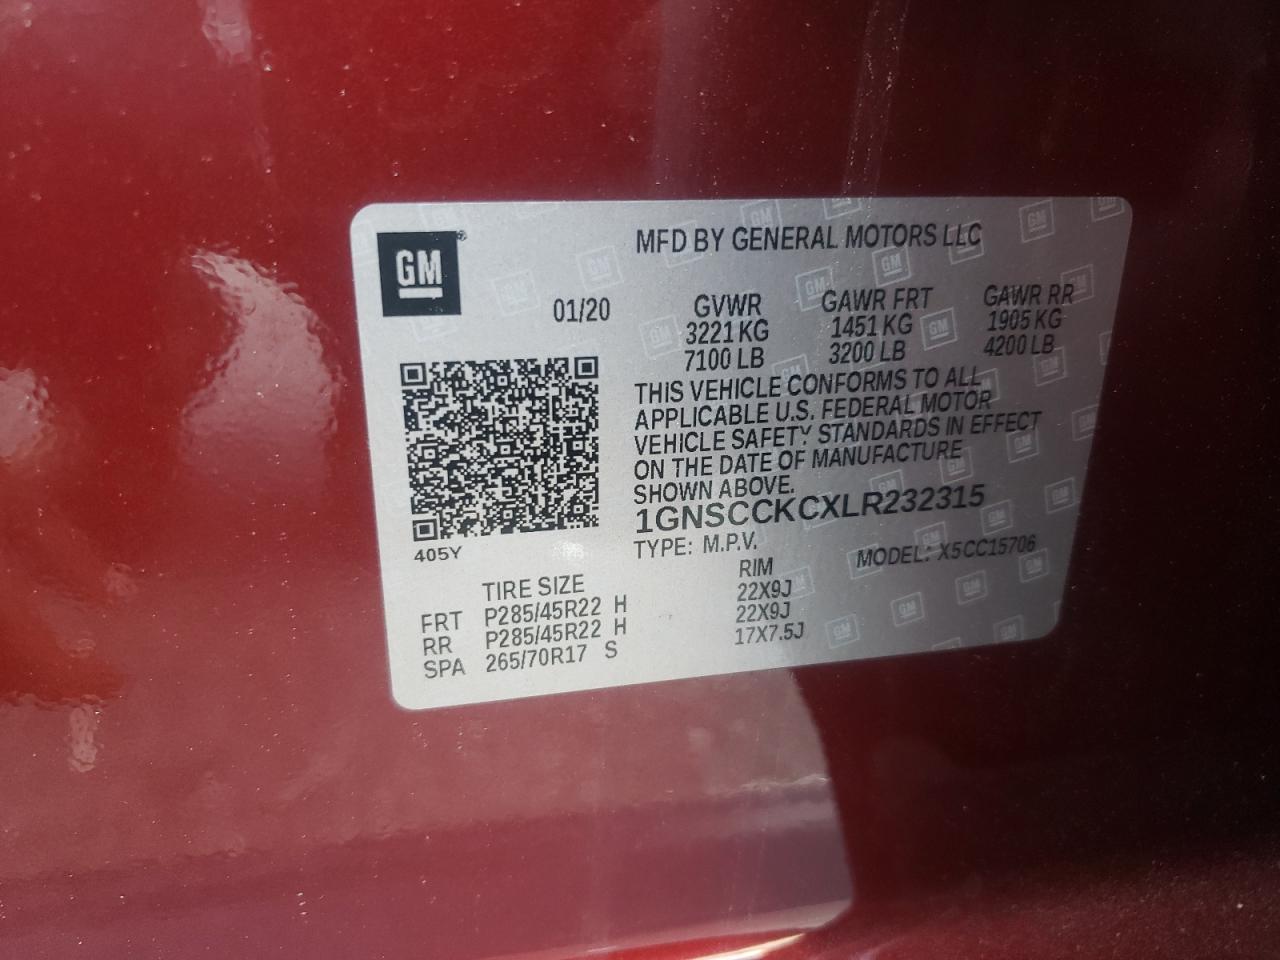 GM
MFD BY GENERAL MOTORS LLC
01/20
GVWR GAWR FRT GAWR RR
3221 KG 1451 KG 1905 KG
7100 LB 3200 LB 4200 LB
THIS VEHICLE CONFORMS TO ALL
APPLICABLE U.S. FEDERAL MOTOR
VEHICLE SAFETY STANDARDS IN EFFECT
ON THE DATE OF MANUFACTURE
SHOWN ABOVE.
1GNSCCKCXLR232315
TYPE: M.P.V. MODEL: X5CC15706
405Y
TIRE SIZE RIM
FRT P285/45R22 H 22X9J
RR P285/45R22 H 22X9J
SPA 265/70R17 S 17X7.5J